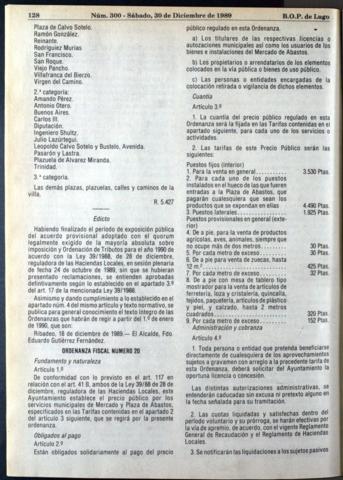 128 Núm. 300 - Sábado, 30 de Diciembre de 1989 B.O.P. de Lugo
Plaza de Calvo Sotelo.
Ramón González.
Reinante.
Rodríguez Murias
San Francisco.
San Roque.
Viejo Pancho.
Villafranca del Bierzo.
Virgen del Camino.
2.ª categoría:
Amando Pérez.
Antonio Otero.
Buenos Aires.
Carlos III.
Diputación.
Ingeniero Shultz.
Julio Lazúrtegui.
Leopoldo Calvo Sotelo y Bustelo, Avenida.
Pasarón y Lastra.
Plazuela de Alvarez Miranda.
Trinidad.
3.ª categoría.
Las demás plazas, plazuelas, calles y caminos de la
villa.
R. 5.427
Edicto
Habiendo finalizado el período de exposición pública
del acuerdo provisional adoptado con el quorum
legalmente exigido de la mayoría absoluta sobre
imposición y Ordenación de Tributos para el año 1990 de
acuerdo con la Ley 39/1988, de 28 de diciembre,
reguladora de las Haciendas Locales, en sesión plenaria
de fecha 24 de octubre de 1989, sin que se hubieran
presentado reclamaciones, se entienden aprobadas
definitivamente según lo establecido en el apartado 3.º
del art. 17 de la mencionada Ley 39/1988.
Asimismo y dando cumplimiento a lo establecido en el
apartado núm. 4 del mismo artículo y texto normativo, se
publica para general conocimiento el texto íntegro de las
Ordenanzas que habrán de regir a partir del 1.º de enero
de 1990, que son:
Ribadeo, 18 de diciembre de 1989.— El Alcalde, Fdo.
Eduardo Gutiérrez Fernández.
ORDENANZA FISCAL NUMERO 20
Fundamento y naturaleza
Artículo 1.º
De conformidad con lo previsto en el art. 117 en
relación con el art. 41.B, ambos de la Ley 39/88 de 28 de
diciembre, reguladora de las Haciendas Locales, este
Ayuntamiento establece el precio público por los
servicios municipales de Mercado y Plaza de Abastos,
especificados en las Tarifas contenidas en el apartado 2
del artículo 3 siguiente, que se regirá por la presente
ordenanza.
Obligados al pago
Artículo 2.º
Están obligados solidariamente al pago del precio
público regulado en esta Ordenanza.
a) Los titulares de las respectivas licencias o
autorizaciones municipales así como los usuarios de los
bienes e instalaciones del Mercado de Abastos.
b) Los propietarios o arrendatarios de los elementos
colocados en la vía pública o bienes de uso público.
c) Las personas o entidades encargadas de la
colocación retirada o vigilancia de dichos elementos.
Cuantía
Artículo 3.º
1. La cuantía del precio público regulado en esta
Ordenanza será la fijada en las Tarifas contenidas en el
apartado siguiente, para cada uno de los servicios o
actividades.
2. Las tarifas de este Precio Público serán las
siguientes:
Puestos fijos (interior)
1. Para la venta en general 3.530 Ptas.
2. Para cada uno de los puestos
instalados en el hueco de las que fueren
entradas a la Plaza de Abastos, que
pagarán cualesquiera que sean los
productos que se expendan en ellas 4.490 Ptas.
3. Puestos laterales 1.925 Ptas.
Puestos provisionales en general (exte-
rior)
4. De a pie, para la venta de productos
agrícolas, aves, animales, siempre que
no ocupe más de dos metros 30 Ptas.
5. Por cada metro de exceso 36 Ptas.
6. De a pie para venta de zuecas, hasta
12 m.² 425 Ptas.
7. Por cada metro de exceso 32 Ptas.
8. De a pie con mesa de tablero tipo
mostrador para la venta de artículos de
ferretería, loza y cristalería, quincalla,
tejidos, paquetería, artículos de plástico
y piel, y calzado, hasta 2 metros
cuadrados 320 Ptas.
9. Por cada metro de exceso 152 Ptas.
Administración y cobranza
Artículo 4.º
1. Toda persona o entidad que pretenda beneficiarse
directamente de cualesquiera de los aprovechamientos
sujetos o gravamen con arreglo a la precedente tarifa de
esta Ordenanza, deberá solicitar del Ayuntamiento la
oportuna licencia o concesión.
Las distintas autorizaciones administrativas, se
entenderán caducadas sin excusa ni pretexto alguno en
la fecha señalada para su tramitación.
2. Las cuotas liquidadas y satisfechas dentro del
período voluntario y su prórroga, se harán efectivas por
la vía de apremio, de acuerdo, con el vigente Reglamento
General de Recaudación y el Reglamento de Haciendas
Locales.
3. Se notificarán las liquidaciones a los sujetos pasivos